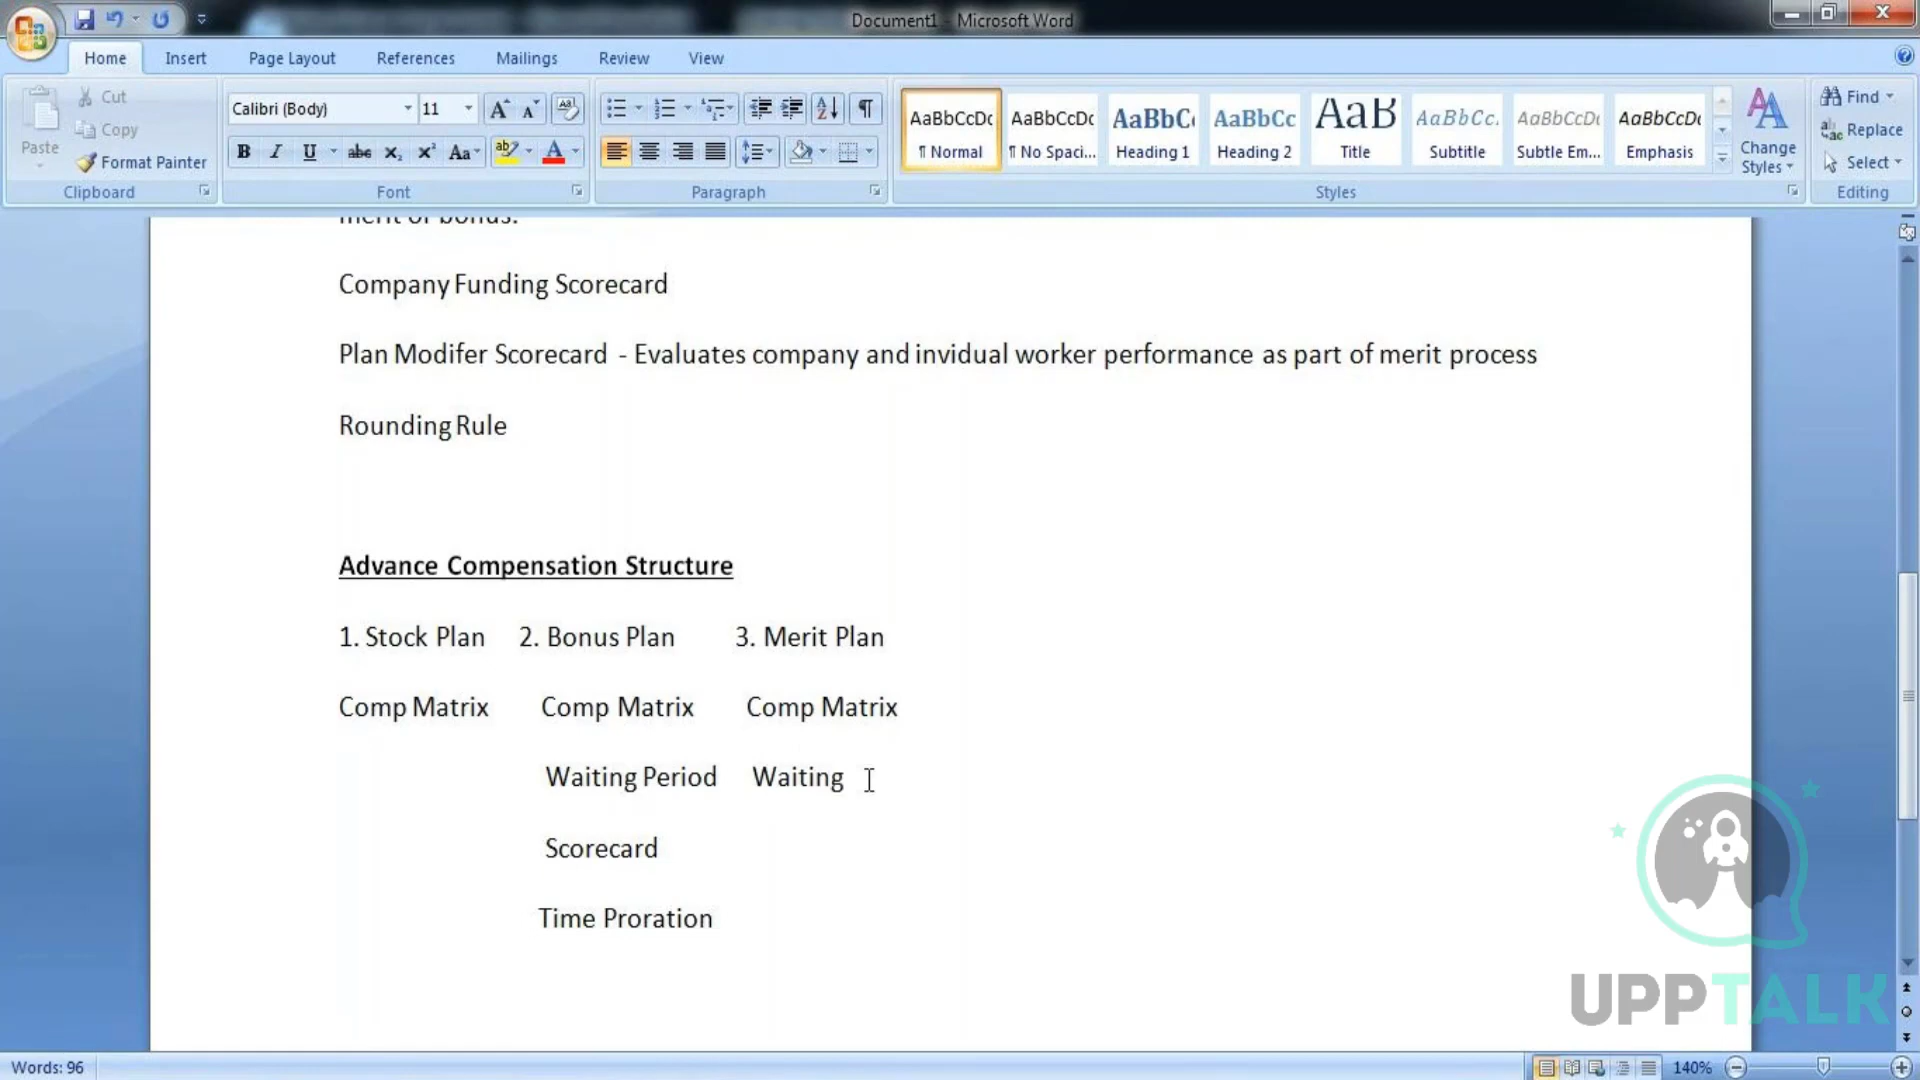 Document1 - Microsoft Word
Home Insert Page Layout References Mailings Review View
Paste
Cut
Copy
Format Painter
Clipboard
Calibri (Body) 11
Font
Paragraph
AaBbCcDc AaBbCcDc AaBbC AaBbCc AaB AaBbCc. AaBbCcDc AaBbCcDc
¶ Normal ¶ No Spaci... Heading 1 Heading 2 Title Subtitle Subtle Em... Emphasis
Styles
Change
Styles
Find
Replace
Select
Editing
merit or bonus.
Company Funding Scorecard
Plan Modifer Scorecard - Evaluates company and invidual worker performance as part of merit process
Rounding Rule
Advance Compensation Structure
1. Stock Plan 2. Bonus Plan 3. Merit Plan
Comp Matrix Comp Matrix Comp Matrix
Waiting Period Waiting
Scorecard
Time Proration
UPPTALK
Words: 96
140%